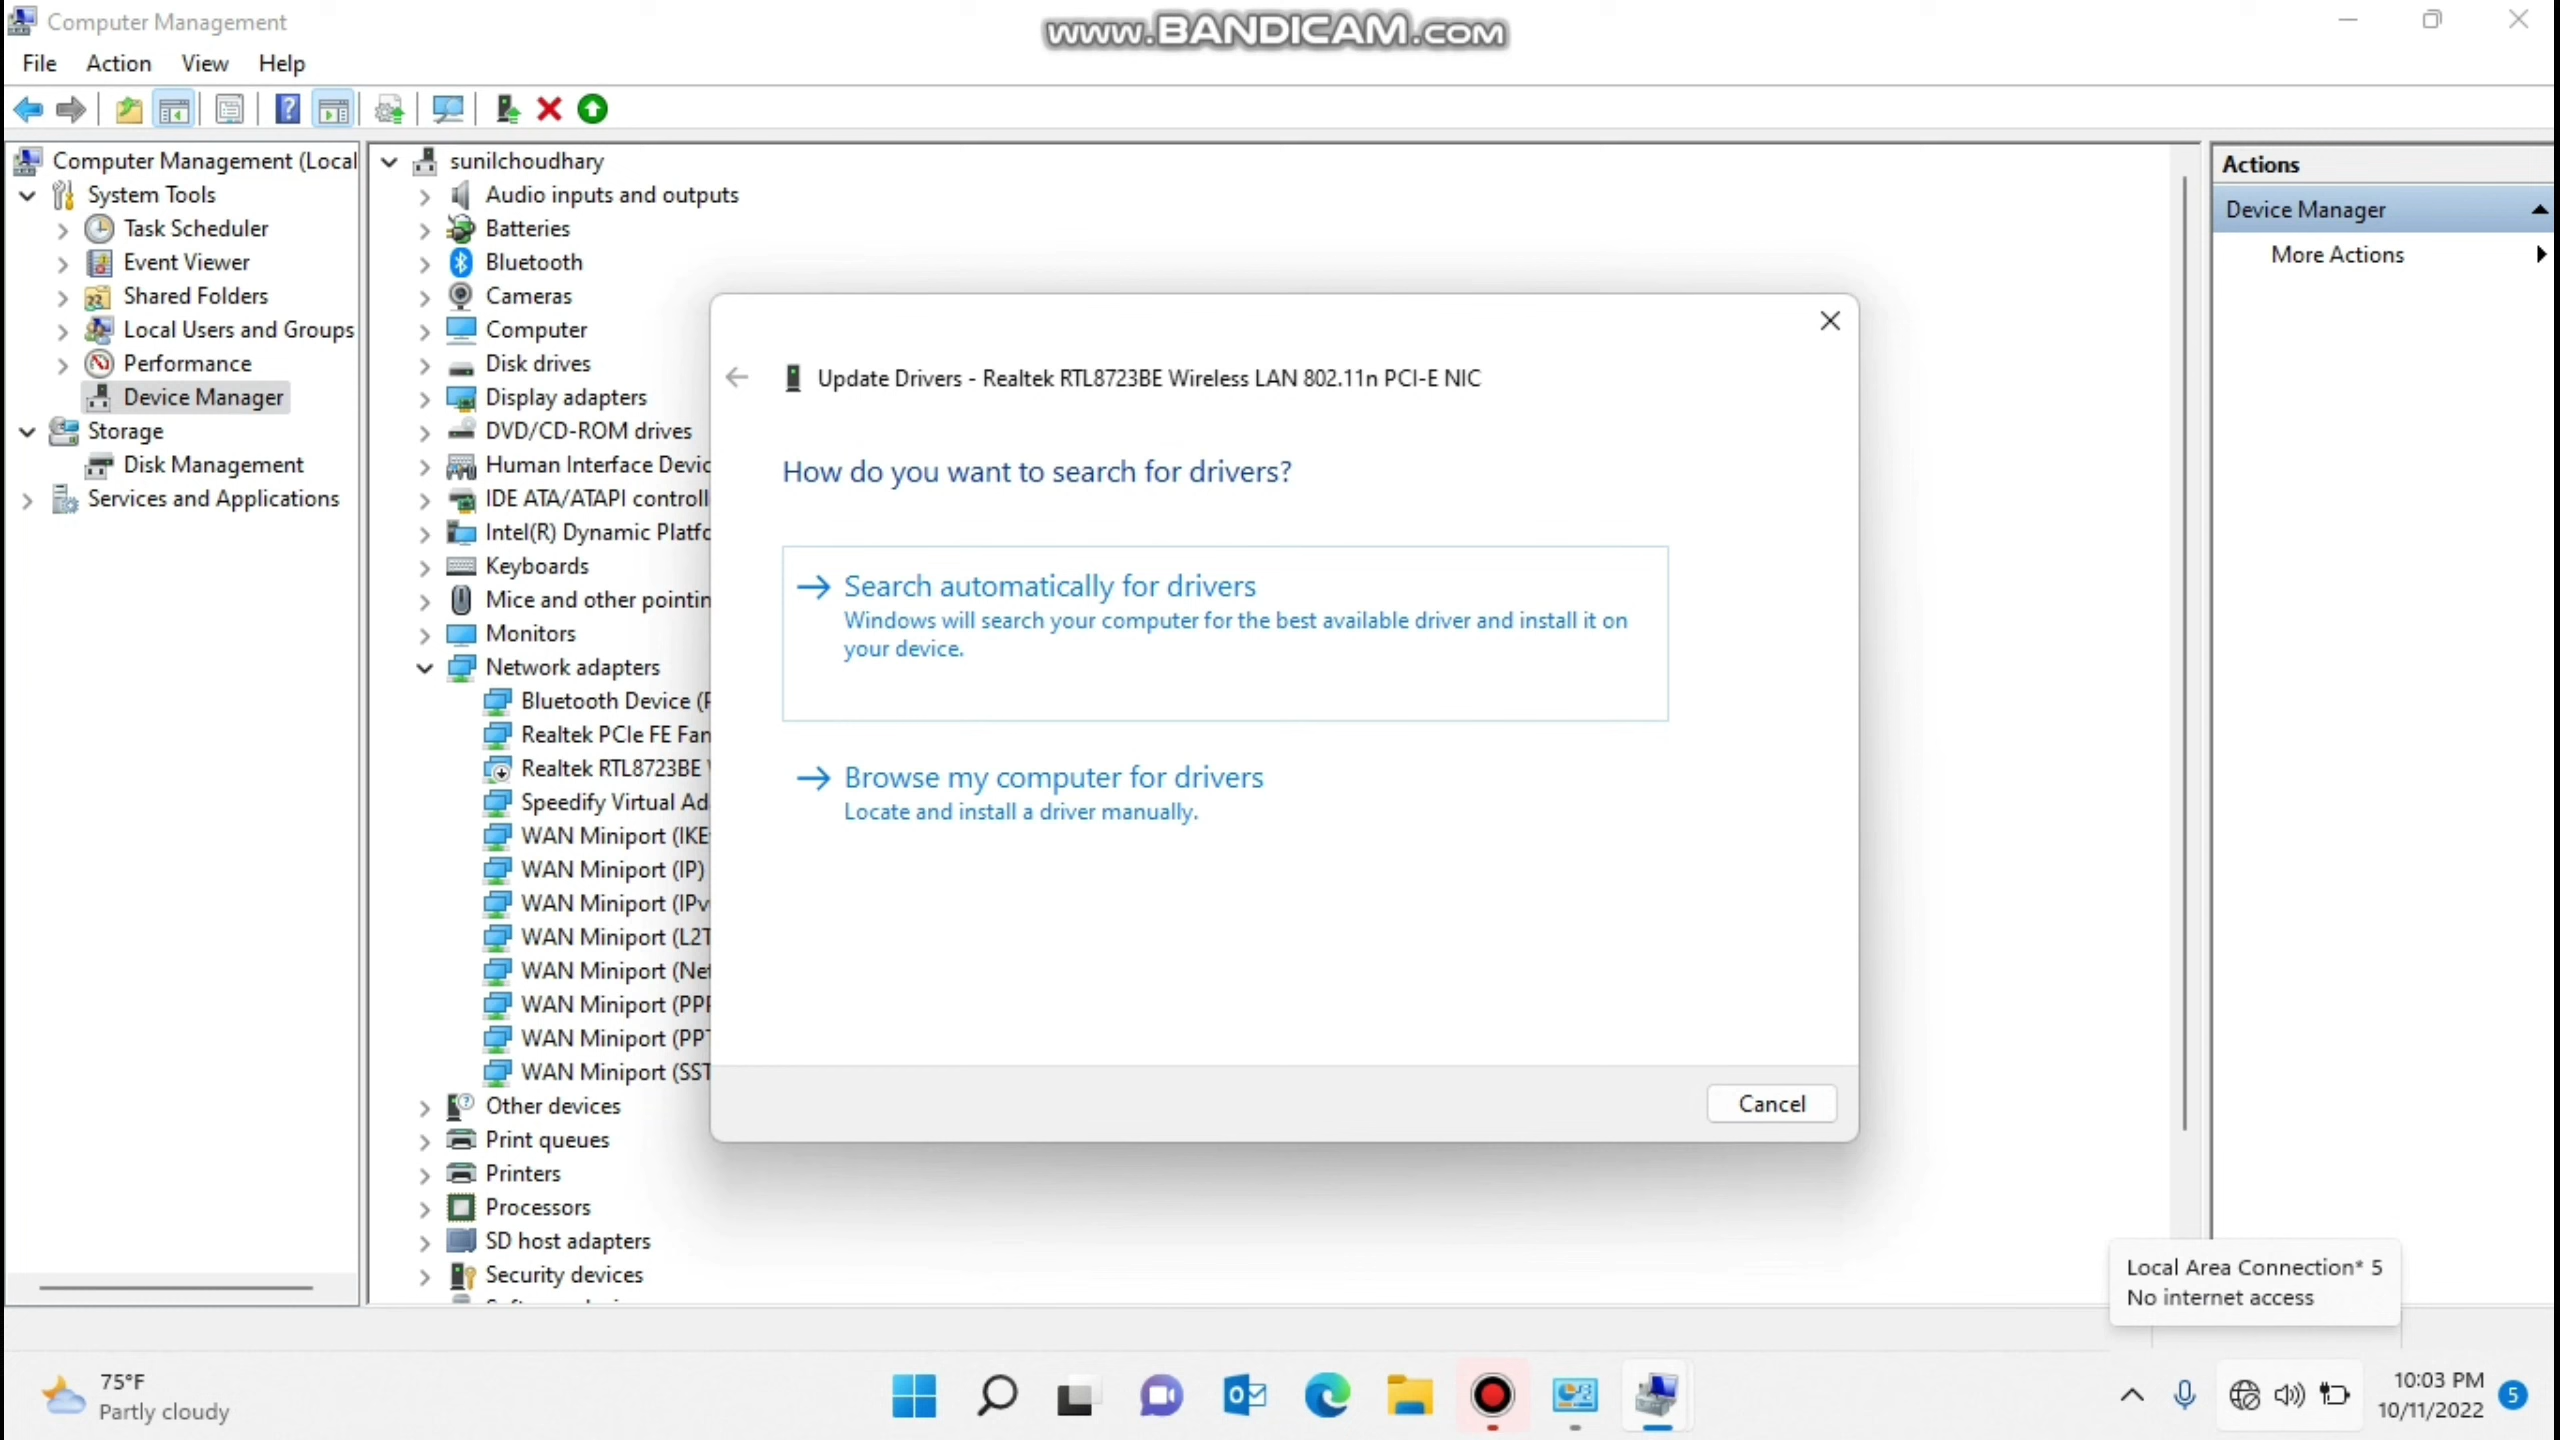 Computer Management
www.BANDICAM.com
File Action View Help
Computer Management (Local
System Tools
Task Scheduler
Event Viewer
Shared Folders
Local Users and Groups
Performance
Device Manager
Storage
Disk Management
Services and Applications
sunilchoudhary
Audio inputs and outputs
Batteries
Bluetooth
Cameras
Computer
Disk drives
Display adapters
DVD/CD-ROM drives
Human Interface Devic
IDE ATA/ATAPI controll
Intel(R) Dynamic Platfo
Keyboards
Mice and other pointin
Monitors
Network adapters
Bluetooth Device (P
Realtek PCIe FE Fam
Realtek RTL8723BE W
Speedify Virtual Ad
WAN Miniport (IKE
WAN Miniport (IP)
WAN Miniport (IPv
WAN Miniport (L2T
WAN Miniport (Net
WAN Miniport (PPP
WAN Miniport (PPT
WAN Miniport (SST
Other devices
Print queues
Printers
Processors
SD host adapters
Security devices
Update Drivers - Realtek RTL8723BE Wireless LAN 802.11n PCI-E NIC
How do you want to search for drivers?
Search automatically for drivers
Windows will search your computer for the best available driver and install it on
your device.
Browse my computer for drivers
Locate and install a driver manually.
Cancel
Actions
Device Manager
More Actions
Local Area Connection* 5
No internet access
75°F
Partly cloudy
10:03 PM
10/11/2022
5